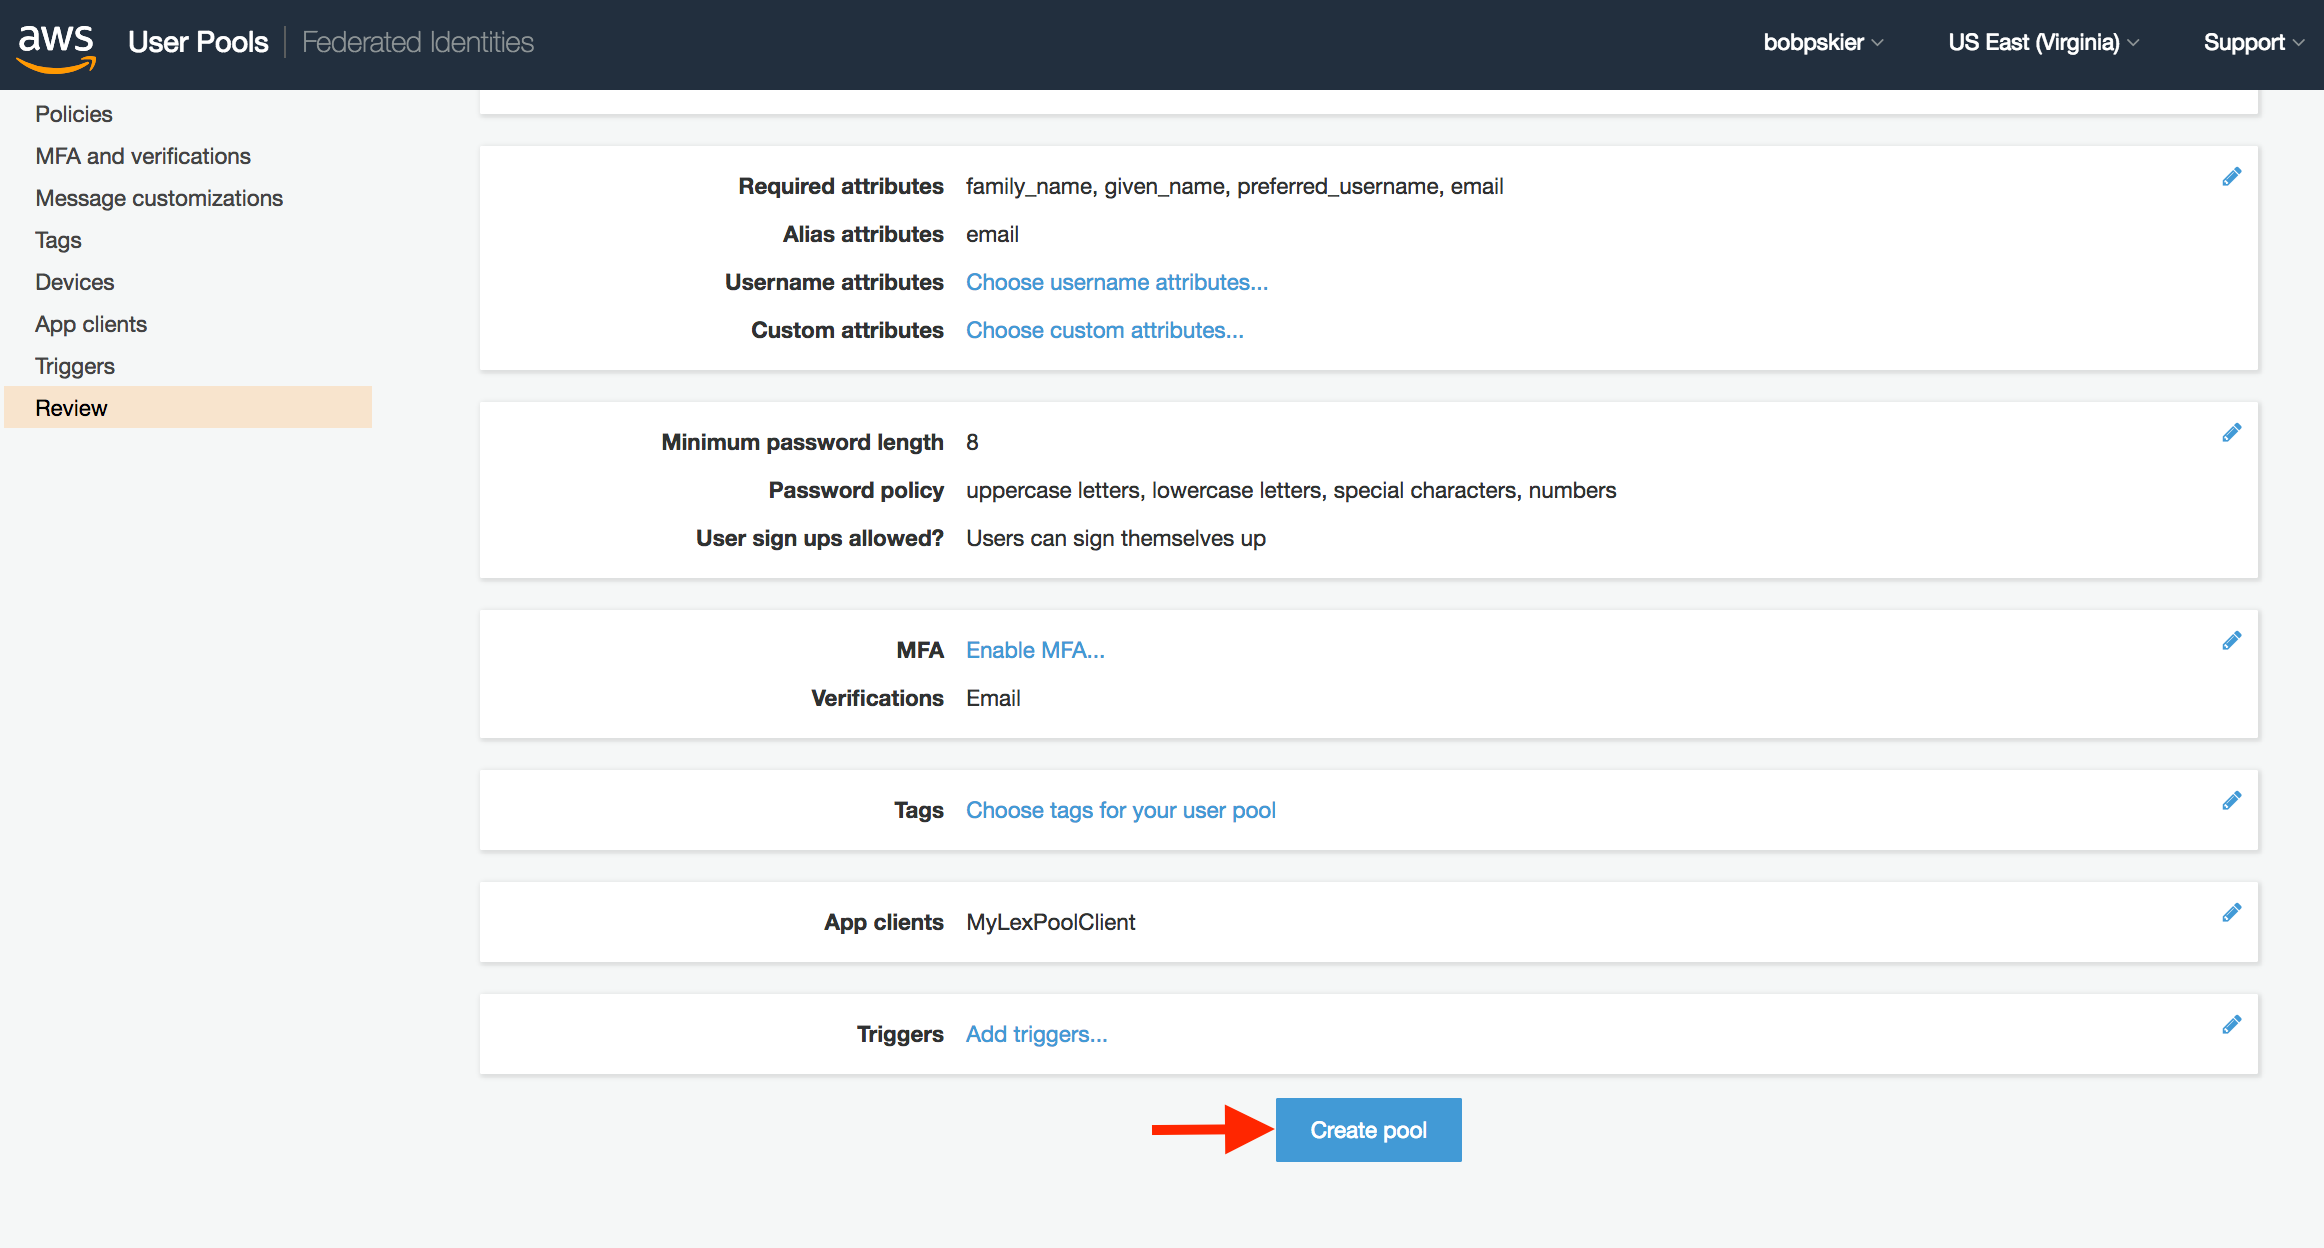 aws User Pools Federated Identities bobpskier US East (Virginia) Support
Policies
MFA and verifications
Message customizations
Tags
Devices
App clients
Triggers
Review
Required attributes family_name, given_name, preferred_username, email
Alias attributes email
Username attributes Choose username attributes...
Custom attributes Choose custom attributes...
Minimum password length 8
Password policy uppercase letters, lowercase letters, special characters, numbers
User sign ups allowed? Users can sign themselves up
MFA Enable MFA...
Verifications Email
Tags Choose tags for your user pool
App clients MyLexPoolClient
Triggers Add triggers...
Create pool